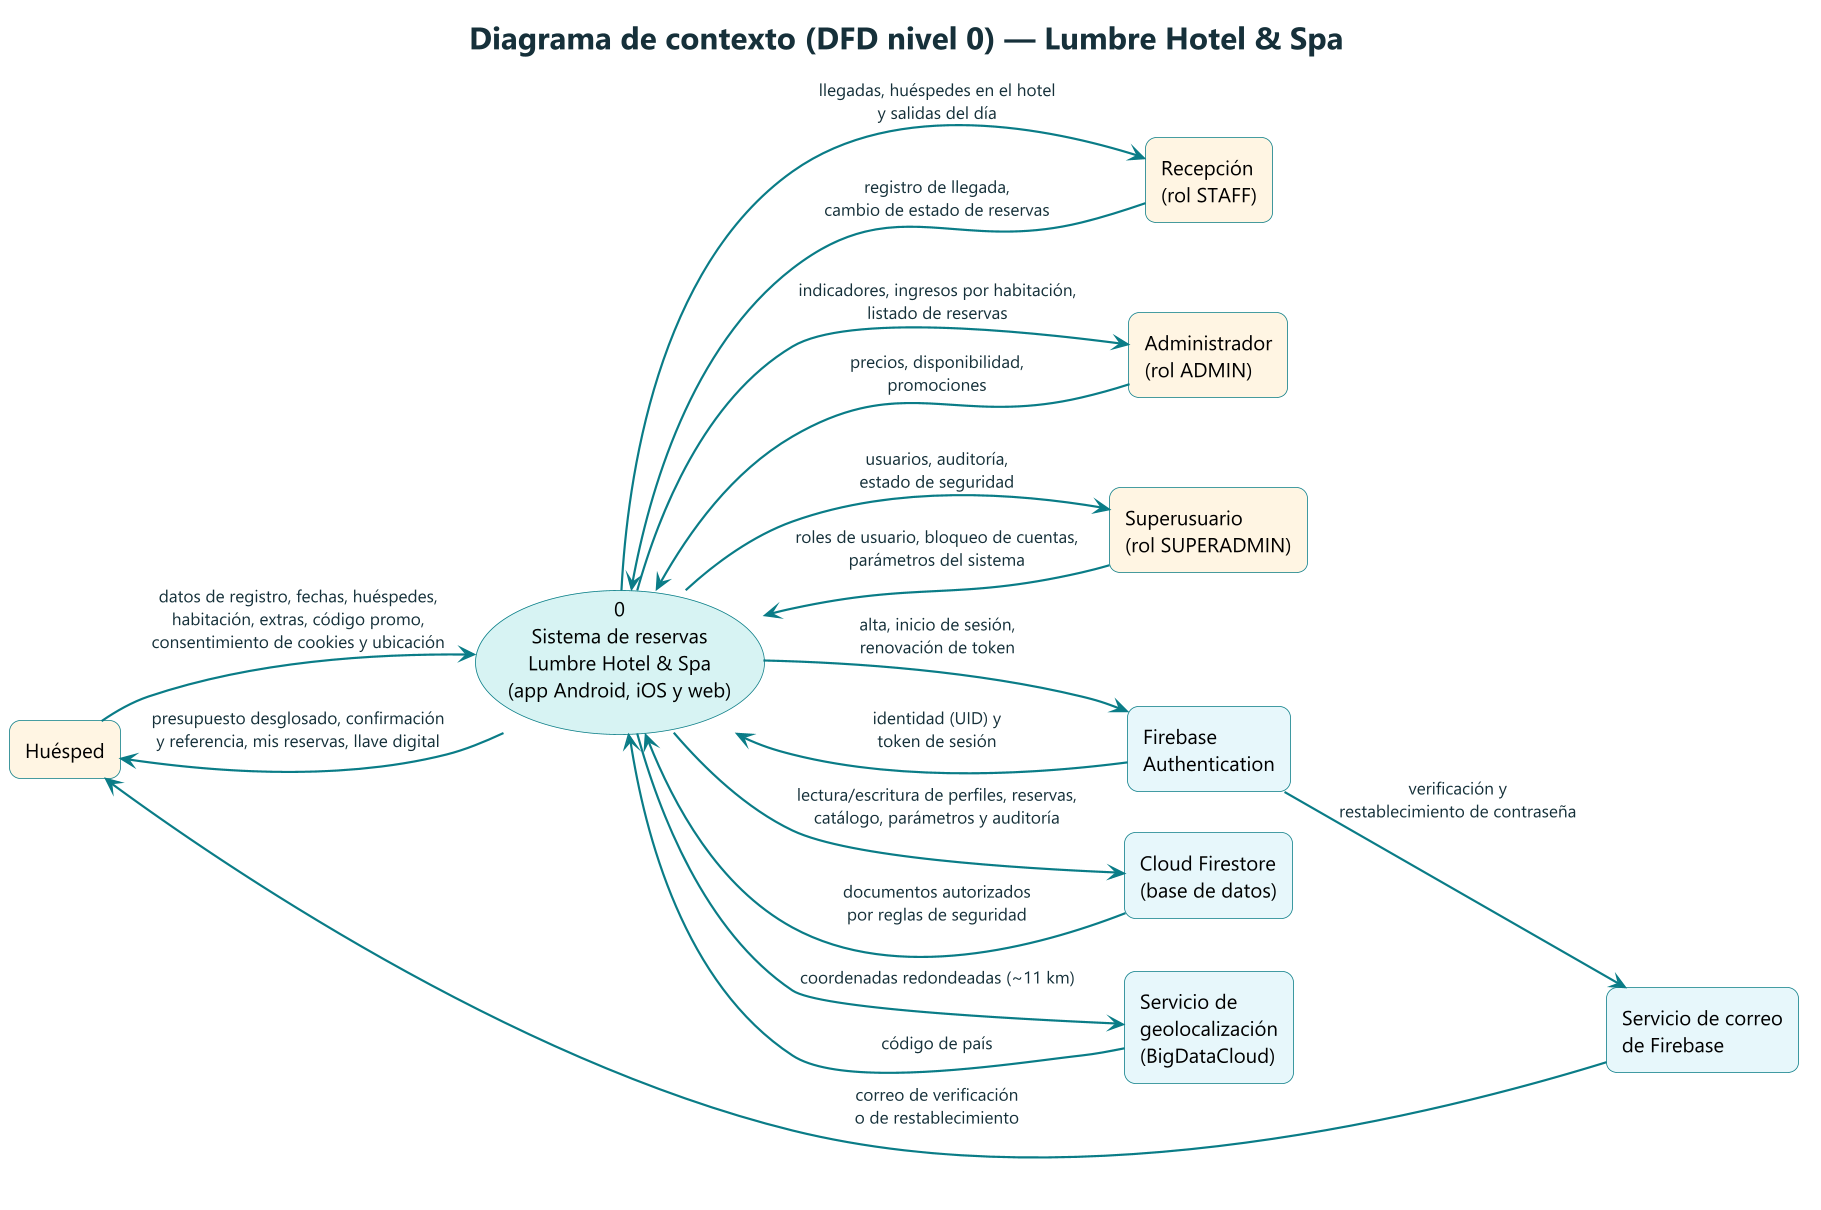 Diagrama de contexto (DFD nivel 0) — Lumbre Hotel & Spa
llegadas, huéspedes en el hotel
y salidas del día
Recepción
(rol STAFF)
registro de llegada,
cambio de estado de reservas
indicadores, ingresos por habitación,
listado de reservas
Administrador
(rol ADMIN)
precios, disponibilidad,
promociones
usuarios, auditoría,
estado de seguridad
Superusuario
(rol SUPERADMIN)
roles de usuario, bloqueo de cuentas,
parámetros del sistema
datos de registro, fechas, huéspedes,
habitación, extras, código promo,
consentimiento de cookies y ubicación
0
Sistema de reservas
Lumbre Hotel & Spa
(app Android, iOS y web)
alta, inicio de sesión,
renovación de token
Huésped
presupuesto desglosado, confirmación
y referencia, mis reservas, llave digital
identidad (UID) y
token de sesión
Firebase
Authentication
verificación y
restablecimiento de contraseña
lectura/escritura de perfiles, reservas,
catálogo, parámetros y auditoría
Cloud Firestore
(base de datos)
documentos autorizados
por reglas de seguridad
coordenadas redondeadas (~11 km)
Servicio de
geolocalización
(BigDataCloud)
código de país
Servicio de correo
de Firebase
correo de verificación
o de restablecimiento